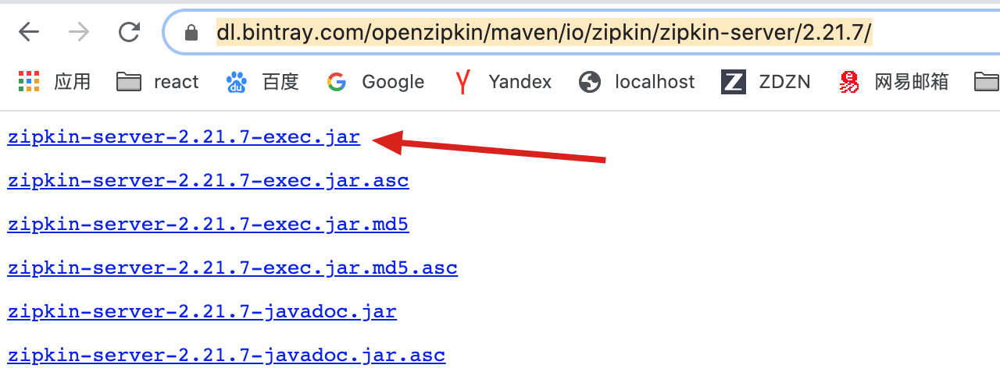 dl.bintray.com/openzipkin/maven/io/zipkin/zipkin-server/2.21.7/
应用 react du 百度 G Google Y Yandex localhost Z ZDZN 易 网易邮箱
zipkin-server-2.21.7-exec.jar
zipkin-server-2.21.7-exec.jar.asc
zipkin-server-2.21.7-exec.jar.md5
zipkin-server-2.21.7-exec.jar.md5.asc
zipkin-server-2.21.7-javadoc.jar
zipkin-server-2.21.7-javadoc.jar.asc